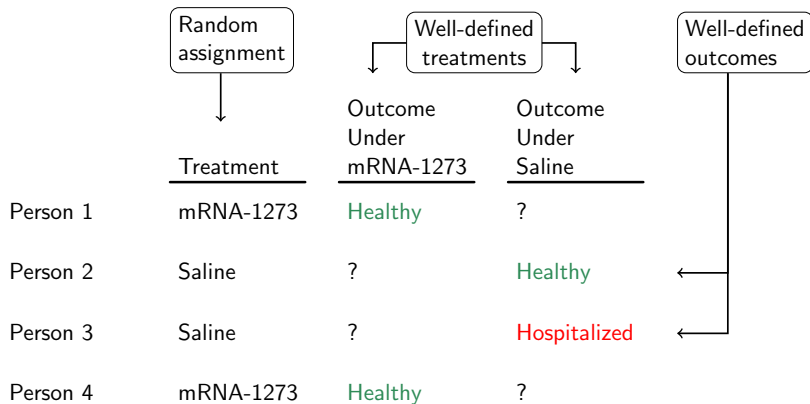 Random
assignment
Well-defined
treatments
Well-defined
outcomes
Treatment
Outcome
Under
mRNA-1273
Outcome
Under
Saline
Person 1 mRNA-1273 Healthy ?
Person 2 Saline ? Healthy
Person 3 Saline ? Hospitalized
Person 4 mRNA-1273 Healthy ?